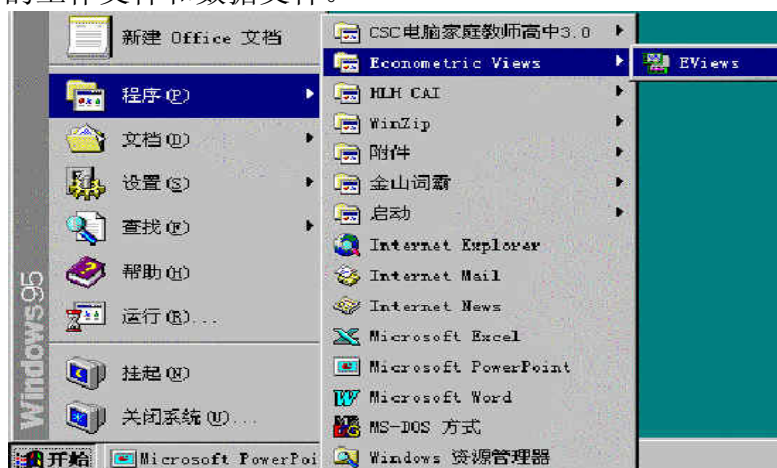 的工作文件和数据文件。
新建 Office 文档
程序(P)
文档(D)
设置(S)
查找(F)
帮助(H)
运行(R)...
挂起(N)
关闭系统(U)...
Windows95
CSC电脑家庭教师高中3.0
Econometric Views
HLH CAI
WinZip
附件
金山词霸
启动
Internet Explorer
Internet Mail
Internet News
Microsoft Excel
Microsoft PowerPoint
Microsoft Word
MS-DOS 方式
Windows 资源管理器
EViews
开始
Microsoft PowerPoi